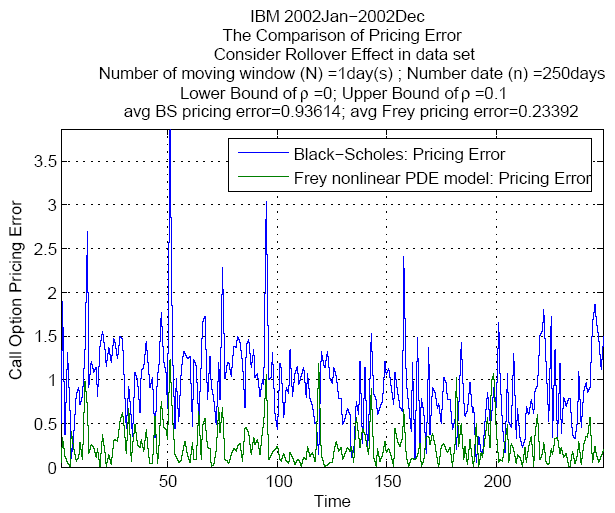 IBM 2002Jan−2002Dec
The Comparison of Pricing Error
Consider Rollover Effect in data set
Number of moving window (N) =1day(s) ; Number date (n) =250days
Lower Bound of ρ =0; Upper Bound of ρ =0.1
avg BS pricing error=0.93614; avg Frey pricing error=0.23392
Black−Scholes: Pricing Error
Frey nonlinear PDE model: Pricing Error
Call Option Pricing Error
3.5
3
2.5
2
1.5
1
0.5
0
50
100
150
200
Time